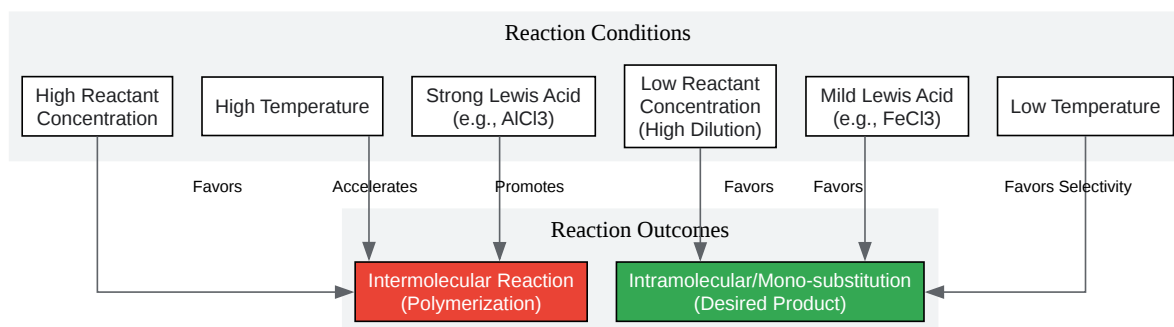 Reaction Conditions
High Reactant
Concentration
High Temperature
Strong Lewis Acid
(e.g., AlCl3)
Low Reactant
Concentration
(High Dilution)
Mild Lewis Acid
(e.g., FeCl3)
Low Temperature
Favors
Accelerates
Promotes
Favors
Favors
Favors Selectivity
Reaction Outcomes
Intermolecular Reaction
(Polymerization)
Intramolecular/Mono-substitution
(Desired Product)